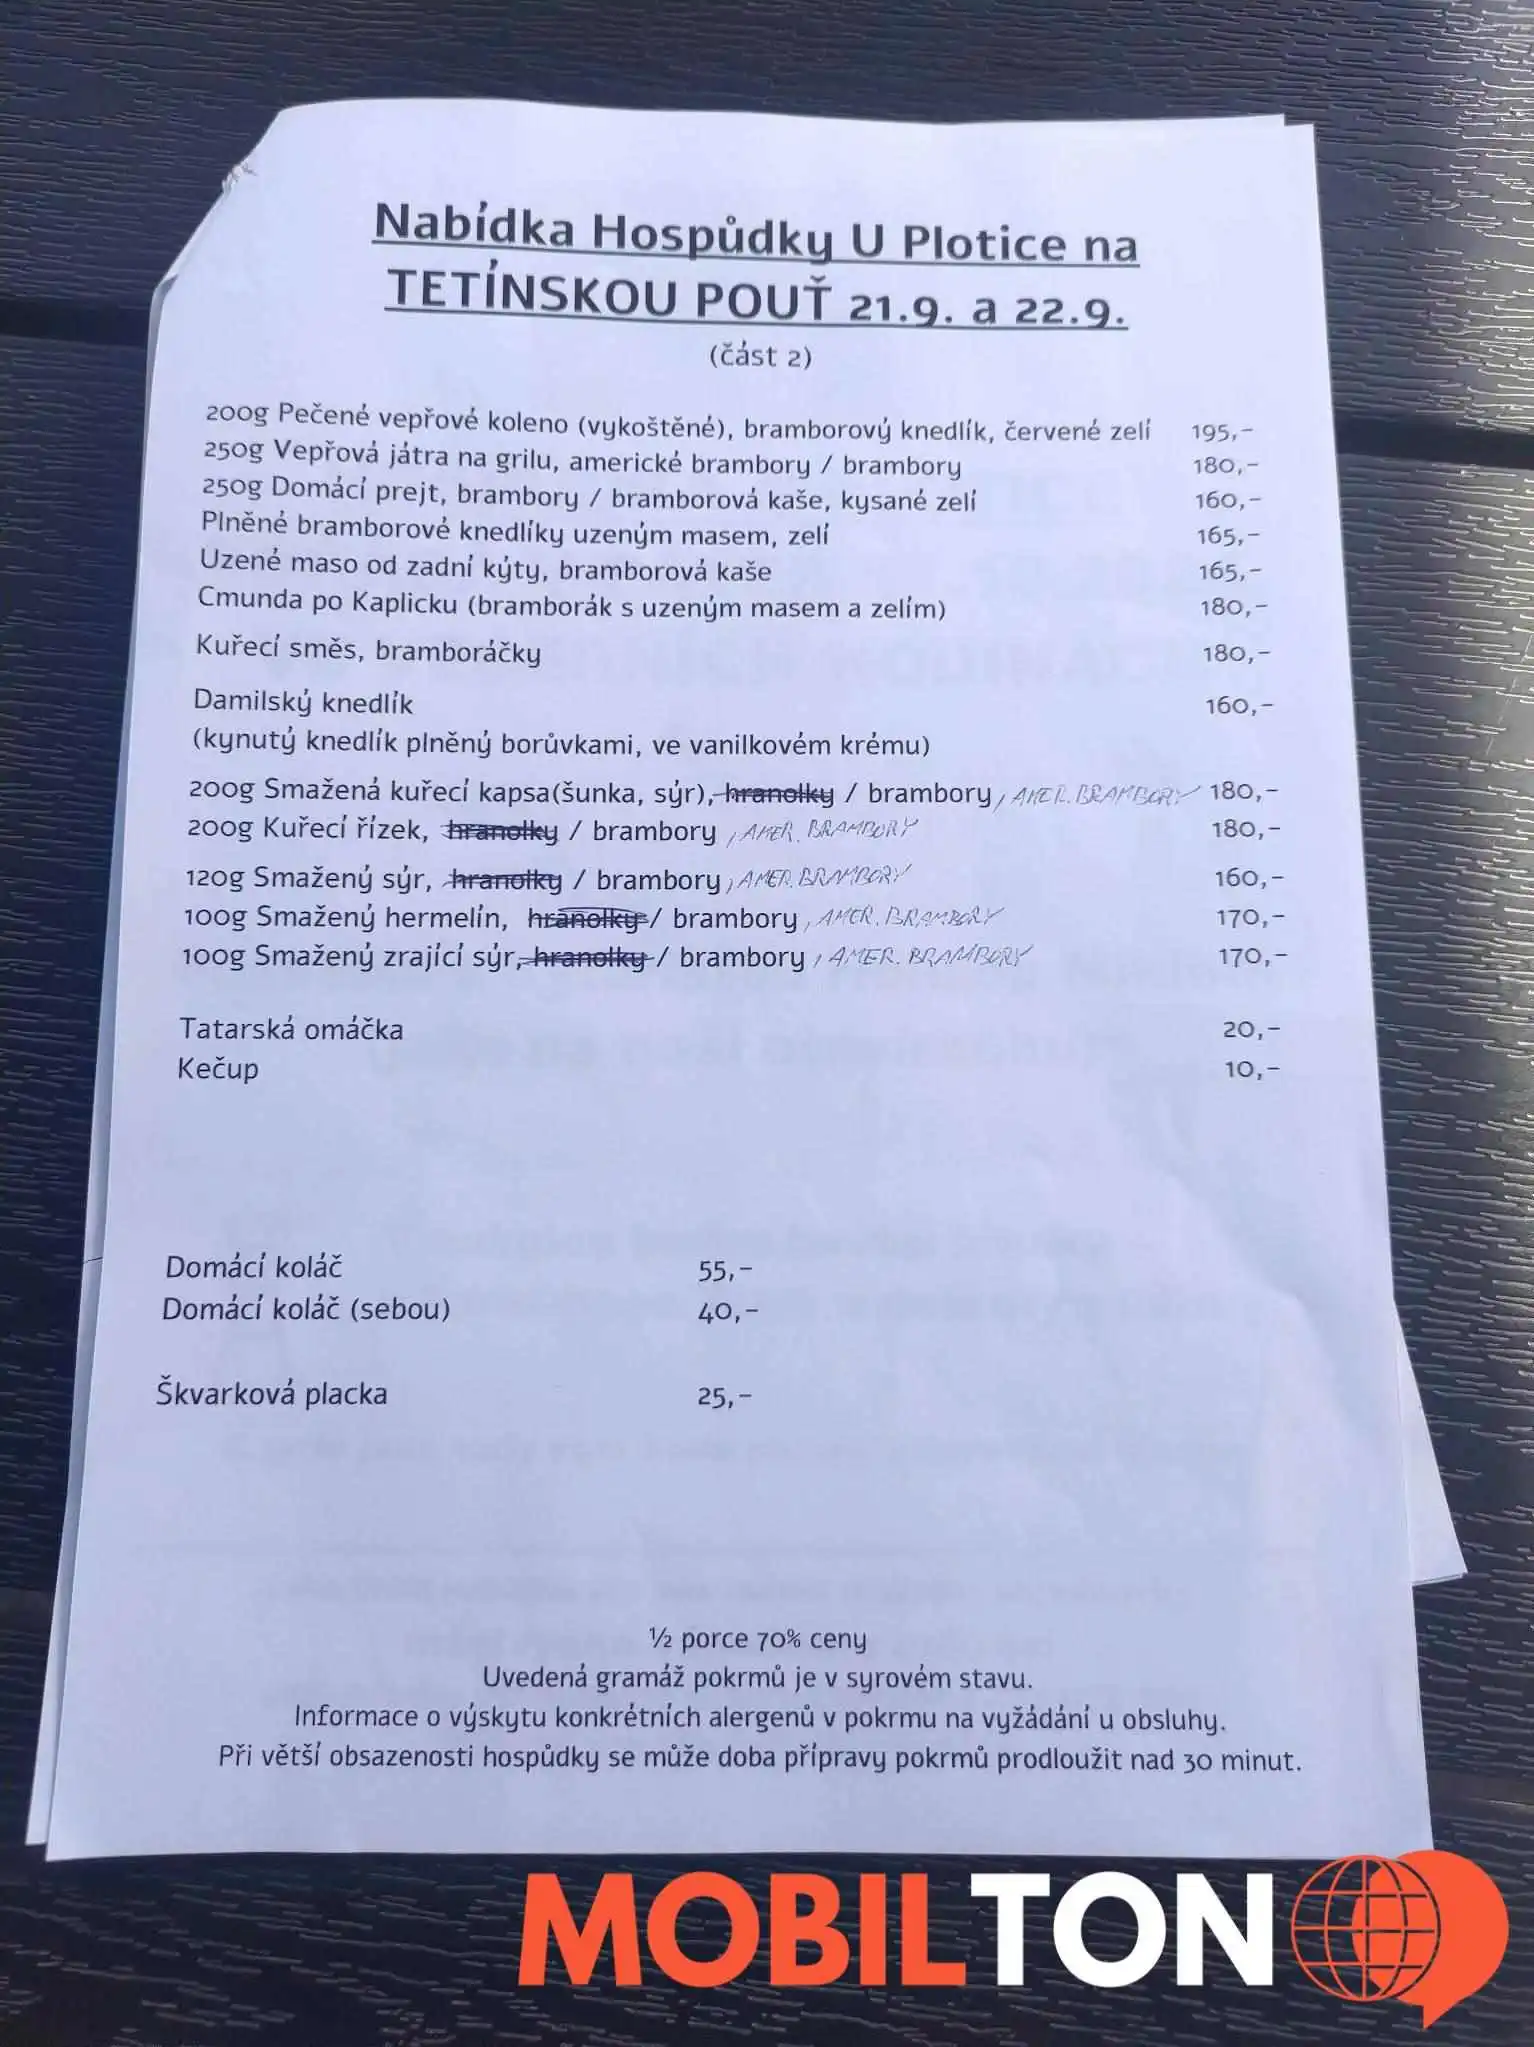 Nabídka Hospůdky U Plotice na
TETÍNSKOU POUŤ 21.9. a 22.9.
(část 2)
200g Pečené vepřové koleno (vykoštěné), bramborový knedlík, červené zelí 195,-
250g Vepřová játra na grilu, americké brambory / brambory 180,-
250g Domácí prejt, brambory / bramborová kaše, kysané zelí 160,-
Plněné bramborové knedlíky uzeným masem, zelí 165,-
Uzené maso od zadní kýty, bramborová kaše 165,-
Cmunda po Kaplicku (bramborák s uzeným masem a zelím) 180,-
Kuřecí směs, bramboráčky 180,-
Damilský knedlík 160,-
(kynutý knedlík plněný borůvkami, ve vanilkovém krému)
200g Smažená kuřecí kapsa(šunka, sýr), hranolky / brambory, AMER. BRAMBORY 180,-
200g Kuřecí řízek, hranolky / brambory, AMER. BRAMBORY 180,-
120g Smažený sýr, hranolky / brambory, AMER. BRAMBORY 160,-
100g Smažený hermelín, hranolky / brambory, AMER. BRAMBORY 170,-
100g Smažený zrající sýr, hranolky / brambory, AMER. BRAMBORY 170,-
Tatarská omáčka 20,-
Kečup 10,-
Domácí koláč 55,-
Domácí koláč (sebou) 40,-
Škvarková placka 25,-
½ porce 70% ceny
Uvedená gramáž pokrmů je v syrovém stavu.
Informace o výskytu konkrétních alergenů v pokrmu na vyžádání u obsluhy.
Při větší obsazenosti hospůdky se může doba přípravy pokrmů prodloužit nad 30 minut.
MOBILTON